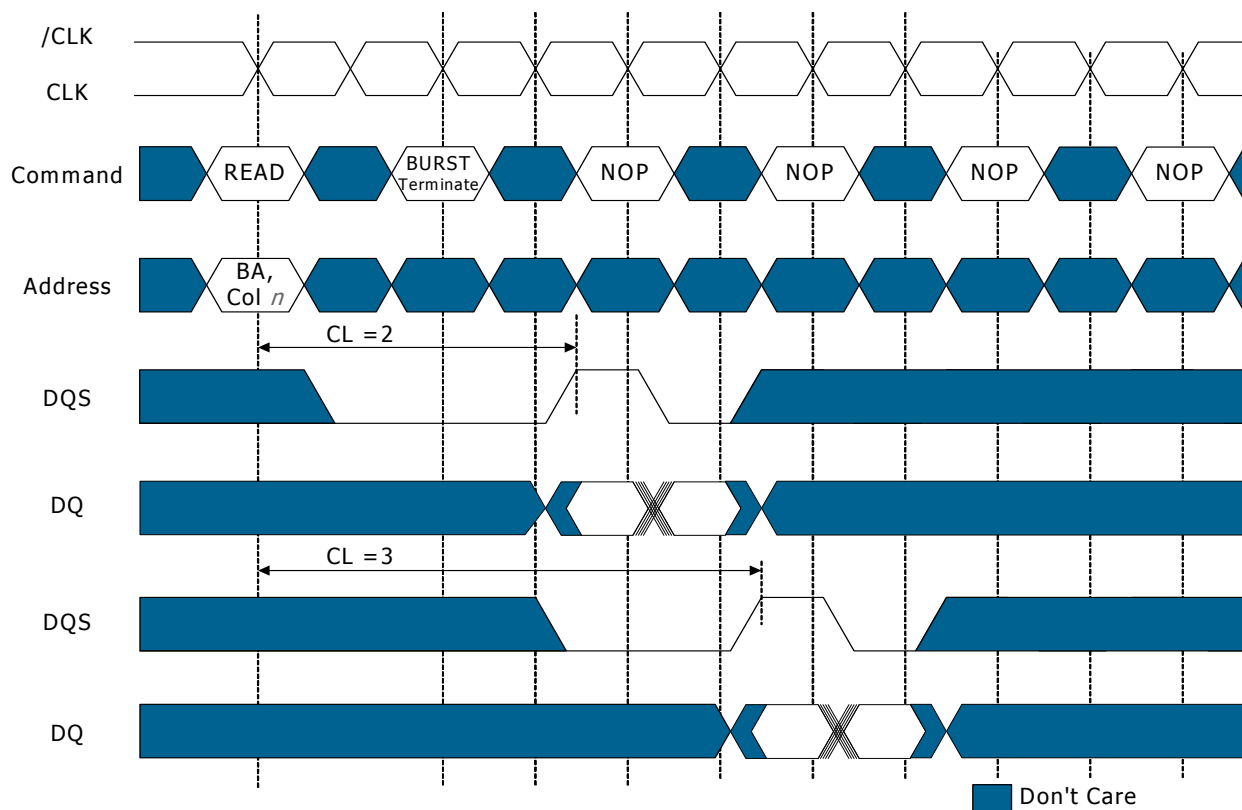 /CLK
CLK
Command
READ
BURST
Terminate
NOP
NOP
NOP
NOP
Address
BA,
Col n
CL =2
DQS
DQ
CL =3
DQS
DQ
Don't Care